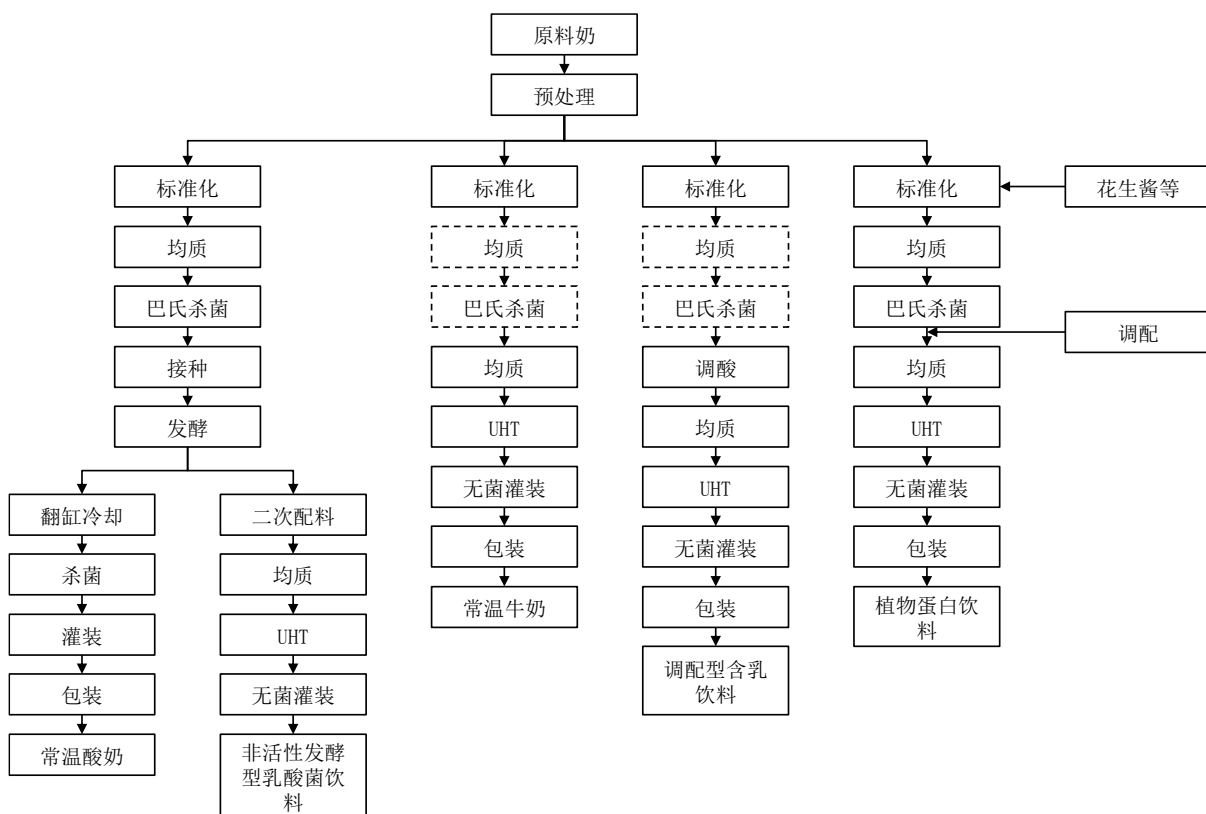 原料奶
预处理
标准化
均质
巴氏杀菌
接种
发酵
翻缸冷却
杀菌
灌装
包装
常温酸奶
二次配料
均质
UHT
无菌灌装
非活性发酵
型乳酸菌饮
料
标准化
均质
巴氏杀菌
均质
UHT
无菌灌装
包装
常温牛奶
标准化
均质
巴氏杀菌
调酸
均质
UHT
无菌灌装
包装
调配型含乳
饮料
标准化
花生酱等
均质
巴氏杀菌
调配
均质
UHT
无菌灌装
包装
植物蛋白饮
料